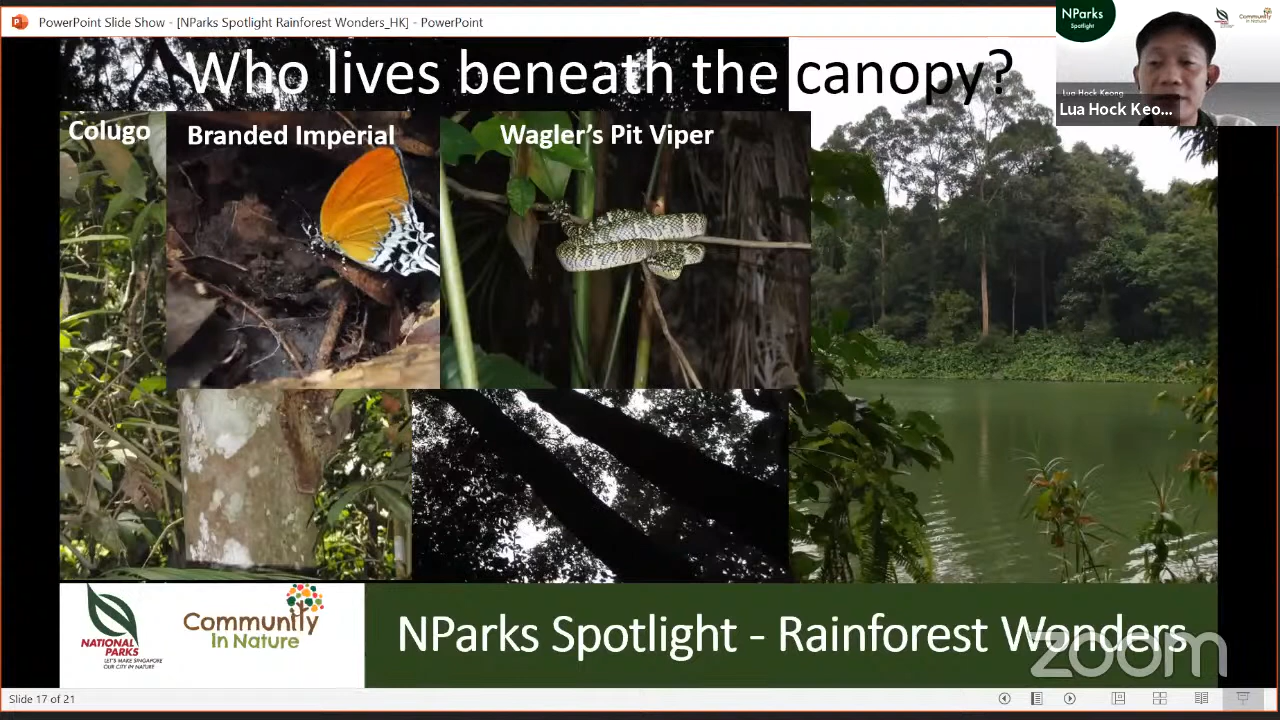 PowerPoint Slide Show - [NParks Spotlight Rainforest Wonders_HK] - PowerPoint
NParks
Spotlight
Community
in Nature
Lua Hock Keong
Lua Hock Keo...
Who lives beneath the canopy?
Colugo
Branded Imperial
Wagler's Pit Viper
NATIONAL
PARKS
LET'S MAKE SINGAPORE
OUR CITY IN NATURE
Community
in Nature
NParks Spotlight - Rainforest Wonders
zoom
Slide 17 of 21